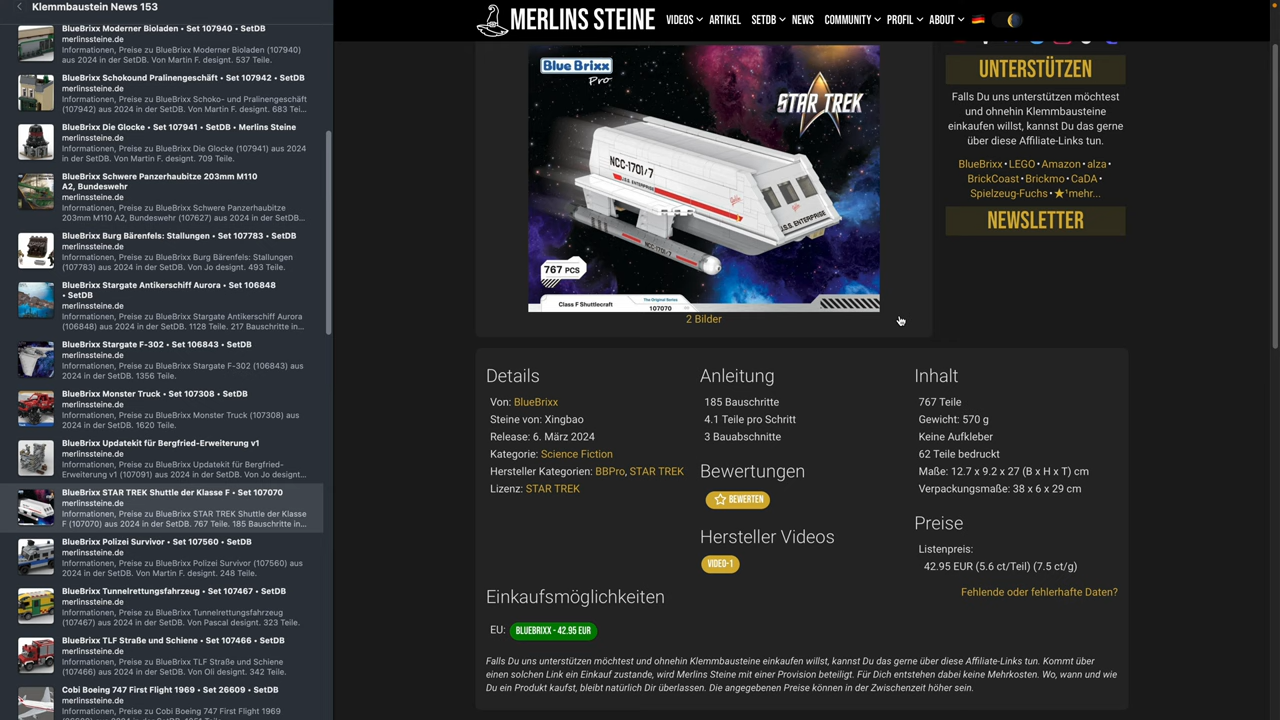 Klemmbaustein News 153
BlueBrixx Moderner Bioladen • Set 107940 • SetDB
merlinssteine.de
Informationen, Preise zu BlueBrixx Moderner Bioladen (107940)
aus 2024 in der SetDB. Von Martin F. designt. 537 Teile.
BlueBrixx Schokound Pralinengeschäft • Set 107942 • SetDB
merlinssteine.de
Informationen, Preise zu BlueBrixx Schoko- und Pralinengeschäft
(107942) aus 2024 in der SetDB. Von Martin F. designt. 683 Tei...
BlueBrixx Die Glocke • Set 107941 • SetDB • Merlins Steine
merlinssteine.de
Informationen, Preise zu BlueBrixx Die Glocke (107941) aus 2024
in der SetDB. Von Martin F. designt. 709 Teile.
BlueBrixx Schwere Panzerhaubitze 203mm M110
A2, Bundeswehr
merlinssteine.de
Informationen, Preise zu BlueBrixx Schwere Panzerhaubitze
203mm M110 A2, Bundeswehr (107627) aus 2024 in der SetDB...
BlueBrixx Burg Bärenfels: Stallungen • Set 107783 • SetDB
merlinssteine.de
Informationen, Preise zu BlueBrixx Burg Bärenfels: Stallungen
(107783) aus 2024 in der SetDB. Von Jo designt. 493 Teile.
BlueBrixx Stargate Antikerschiff Aurora • Set 106848
• SetDB
merlinssteine.de
Informationen, Preise zu BlueBrixx Stargate Antikerschiff Aurora
(106848) aus 2024 in der SetDB. 1128 Teile. 217 Bauschritte in...
BlueBrixx Stargate F-302 • Set 106843 • SetDB
merlinssteine.de
Informationen, Preise zu BlueBrixx Stargate F-302 (106843) aus
2024 in der SetDB. 1356 Teile.
BlueBrixx Monster Truck • Set 107308 • SetDB
merlinssteine.de
Informationen, Preise zu BlueBrixx Monster Truck (107308) aus
2024 in der SetDB. 1620 Teile.
BlueBrixx Updatekit für Bergfried-Erweiterung v1
merlinssteine.de
Informationen, Preise zu BlueBrixx Updatekit für Bergfried-
Erweiterung v1 (107091) aus 2024 in der SetDB. Von Jo designt...
BlueBrixx STAR TREK Shuttle der Klasse F • Set 107070
merlinssteine.de
Informationen, Preise zu BlueBrixx STAR TREK Shuttle der Klasse
F (107070) aus 2024 in der SetDB. 767 Teile. 185 Bauschritte in...
BlueBrixx Polizei Survivor • Set 107560 • SetDB
merlinssteine.de
Informationen, Preise zu BlueBrixx Polizei Survivor (107560) aus
2024 in der SetDB. Von Martin F. designt. 248 Teile.
BlueBrixx Tunnelrettungsfahrzeug • Set 107467 • SetDB
merlinssteine.de
Informationen, Preise zu BlueBrixx Tunnelrettungsfahrzeug
(107467) aus 2024 in der SetDB. Von Pascal designt. 323 Teile.
BlueBrixx TLF Straße und Schiene • Set 107466 • SetDB
merlinssteine.de
Informationen, Preise zu BlueBrixx TLF Straße und Schiene
(107466) aus 2024 in der SetDB. Von Oli designt. 342 Teile.
Cobi Boeing 747 First Flight 1969 • Set 26609 • SetDB
merlinssteine.de
Informationen, Preise zu Cobi Boeing 747 First Flight 1969
MERLINS STEINE
VIDEOS ARTIKEL SETDB NEWS COMMUNITY PROFIL ABOUT
Blue Brixx
Pro
STAR TREK
NCC-1701/7
U.S.S. ENTERPRISE
U.S.S. ENTERPRISE
NCC-1701/7
767 PCS
Class F Shuttlecraft
The Original Series
107070
2 Bilder
UNTERSTÜTZEN
Falls Du uns unterstützen möchtest
und ohnehin Klemmbausteine
einkaufen willst, kannst Du das gerne
über diese Affiliate-Links tun.
BlueBrixx • LEGO • Amazon • alza •
BrickCoast • Brickmo • CaDA •
Spielzeug-Fuchs • ★¹mehr...
NEWSLETTER
Details
Von: BlueBrixx
Steine von: Xingbao
Release: 6. März 2024
Kategorie: Science Fiction
Hersteller Kategorien: BBPro, STAR TREK
Lizenz: STAR TREK
Anleitung
185 Bauschritte
4.1 Teile pro Schritt
3 Bauabschnitte
Bewertungen
BEWERTEN
Hersteller Videos
VIDEO-1
Inhalt
767 Teile
Gewicht: 570 g
Keine Aufkleber
62 Teile bedruckt
Maße: 12.7 x 9.2 x 27 (B x H x T) cm
Verpackungsmaße: 38 x 6 x 29 cm
Preise
Listenpreis:
42.95 EUR (5.6 ct/Teil) (7.5 ct/g)
Fehlende oder fehlerhafte Daten?
Einkaufsmöglichkeiten
EU: BLUEBRIXX - 42.95 EUR
Falls Du uns unterstützen möchtest und ohnehin Klemmbausteine einkaufen willst, kannst Du das gerne über diese Affiliate-Links tun. Kommt über
einen solchen Link ein Einkauf zustande, wird Merlins Steine mit einer Provision beteiligt. Für Dich entstehen dabei keine Mehrkosten. Wo, wann und wie
Du ein Produkt kaufst, bleibt natürlich Dir überlassen. Die angegebenen Preise können in der Zwischenzeit höher sein.